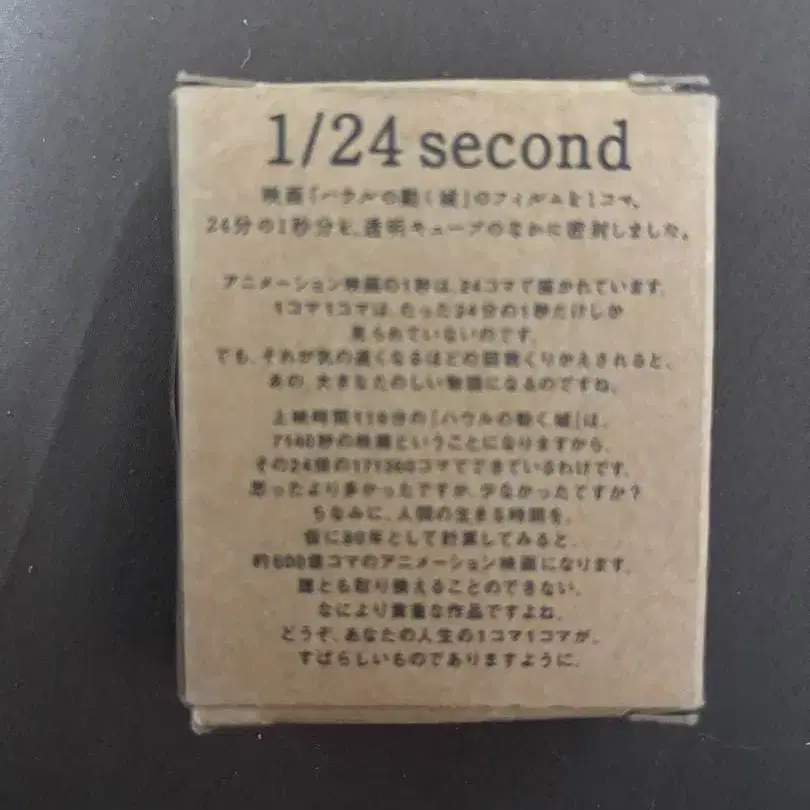 1/24 second
映画「ハウルの動く城」のフィルムを1コマ、
24分の1秒分を、透明キューブのなかに密封しました。
アニメーション映画の1秒は、24コマで描かれています。
1コマ1コマは、たった24分の1秒だけしか
見られていないのです。
でも、それが気の遠くなるほどの回数くりかえされると、
あの、大きなたのしい物語になるのですね。
上映時間119分の「ハウルの動く城」は、
7140秒の映画ということになりますから、
その24倍の171360コマでできているわけです。
思ったより多かったですか、少なかったですか？
ちなみに、人間の生きる時間を、
仮に80年として計算してみると、
約600億コマのアニメーション映画になります。
誰とも取り換えることのできない、
なにより貴重な作品ですよね。
どうぞ、あなたの人生の1コマ1コマが、
すばらしいものでありますように。